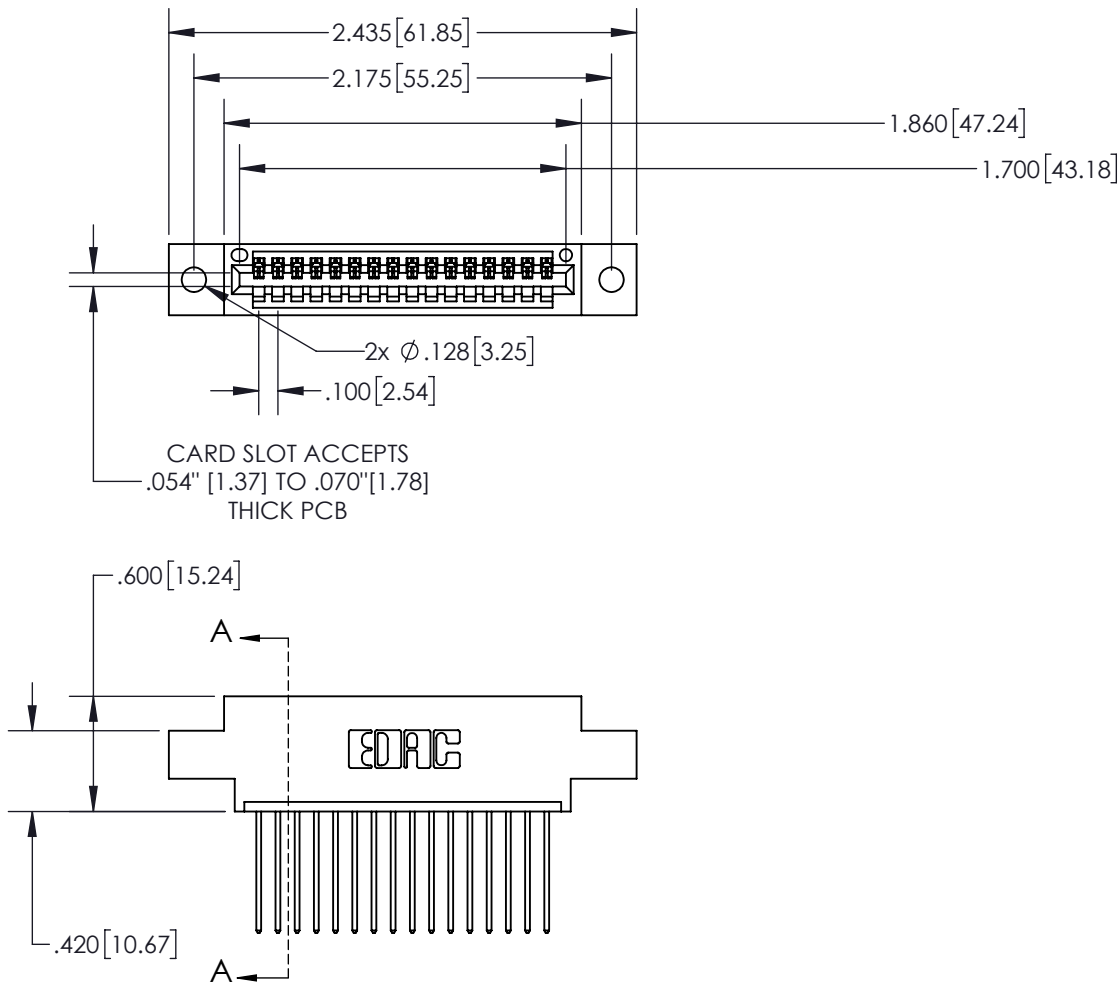 2.435[61.85]
2.175[55.25]
1.860[47.24]
1.700[43.18]
2x Ø.128[3.25]
.100[2.54]
CARD SLOT ACCEPTS
.054" [1.37] TO .070"[1.78]
THICK PCB
.600[15.24]
A
EDAC
.420[10.67]
A